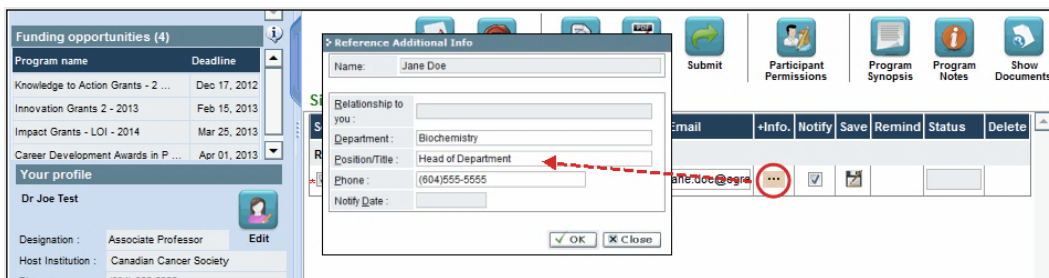 Funding opportunities (4)
Program name Deadline
Knowledge to Action Grants - 2 ... Dec 17, 2012
Innovation Grants 2 - 2013 Feb 15, 2013
Impact Grants - LOI - 2014 Mar 25, 2013
Career Development Awards in P ... Apr 01, 2013
Your profile
Dr Joe Test
Edit
Designation : Associate Professor
Host Institution : Canadian Cancer Society
Reference Additional Info
Name: Jane Doe
Relationship to
you :
Department : Biochemistry
Position/Title : Head of Department
Phone : (604)555-5555
Notify Date :
OK Close
PDF
Submit
Participant
Permissions
Program
Synopsis
Program
Notes
Show
Documents
Email +Info. Notify Save Remind Status Delete
...